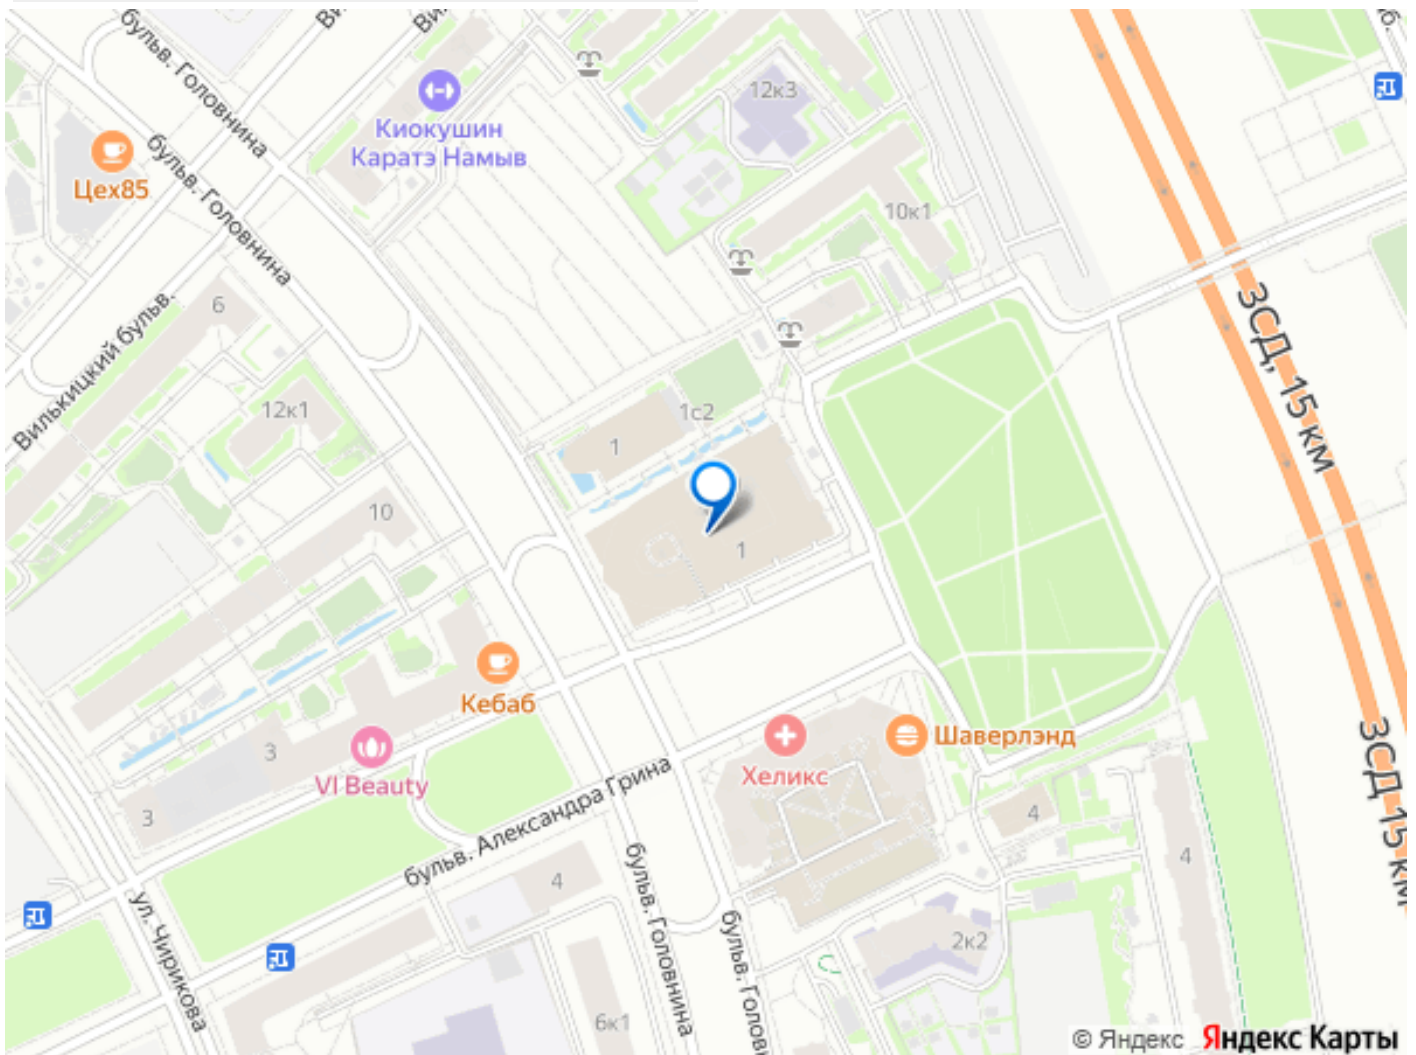 бульв. Головнина
Киокушин
Каратэ Намыв
12к3
Цех85
бульв. Головнина
10к1
6
Вилькицкий бульв.
ЗСД, 15 км
12к1
1с2
1
10
1
Кебаб
3
VI Beauty
Хеликс
Шаверлэнд
ЗСД 15 км
3
бульв. Александра Грина
4
4
4
ул. Чирикова
бульв. Головнина
бульв. Голов
2к2
6к1
© Яндекс Яндекс Карты